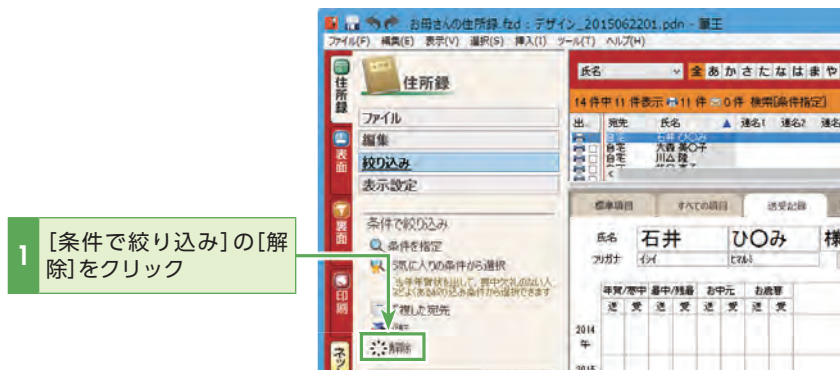 お母さんの住所録.fzd : デザイン_2015062201.pdn - 筆王
ファイル(F) 編集(E) 表示(V) 選択(S) 挿入(I) ツール(T) ヘルプ(H)
住所録
表面
裏面
印刷
住所録
ファイル
編集
絞り込み
表示設定
条件で絞り込み
条件を指定
お気に入りの条件から選択
解除
1 [条件で絞り込み]の[解
除]をクリック
氏名 全 あ か さ た な は ま や
14 件中 11 件表示 11 件 0 件 検索[条件指定]
出. 宛先 氏名 連名1 連名2 連名
自宅 石井 ひ〇み
自宅 大森 美〇子
自宅 川△ 隆
標準項目 すべての項目 送受記録
氏名 石井 ひ〇み 様
フリガナ イシイ
年賀/寒中 暑中/残暑 お中元 お歳暮
送 受 送 受 送 受 送 受
2014
年
2015